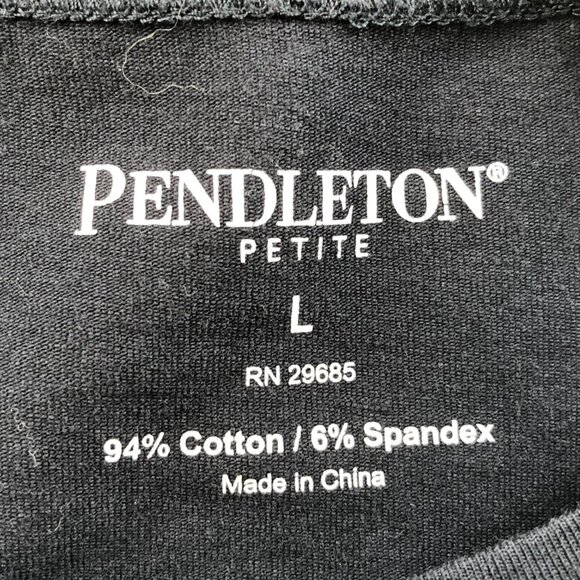 PENDLETON®
PETITE
L
RN 29685
94% Cotton / 6% Spandex
Made in China